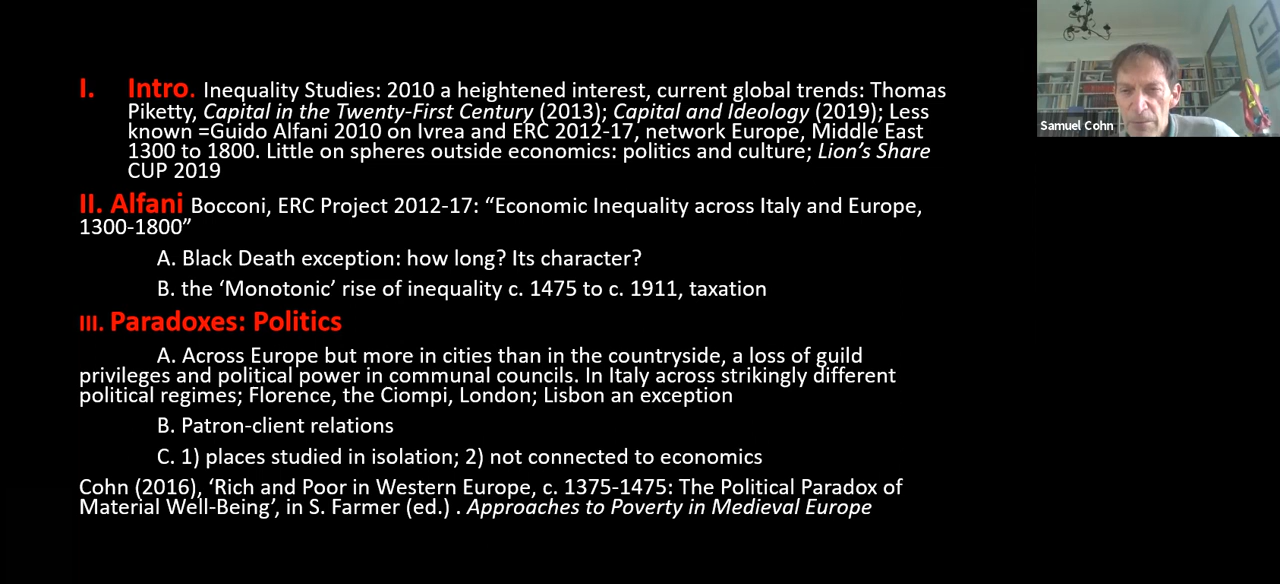 I. Intro. Inequality Studies: 2010 a heightened interest, current global trends: Thomas
Piketty, Capital in the Twenty-First Century (2013); Capital and Ideology (2019); Less
known =Guido Alfani 2010 on Ivrea and ERC 2012-17, network Europe, Middle East
1300 to 1800. Little on spheres outside economics: politics and culture; Lion’s Share
CUP 2019
II. Alfani Bocconi, ERC Project 2012-17: “Economic Inequality across Italy and Europe,
1300-1800”
A. Black Death exception: how long? Its character?
B. the ‘Monotonic’ rise of inequality c. 1475 to c. 1911, taxation
III. Paradoxes: Politics
A. Across Europe but more in cities than in the countryside, a loss of guild
privileges and political power in communal councils. In Italy across strikingly different
political regimes; Florence, the Ciompi, London; Lisbon an exception
B. Patron-client relations
C. 1) places studied in isolation; 2) not connected to economics
Cohn (2016), ‘Rich and Poor in Western Europe, c. 1375-1475: The Political Paradox of
Material Well-Being’, in S. Farmer (ed.) . Approaches to Poverty in Medieval Europe
Samuel Cohn